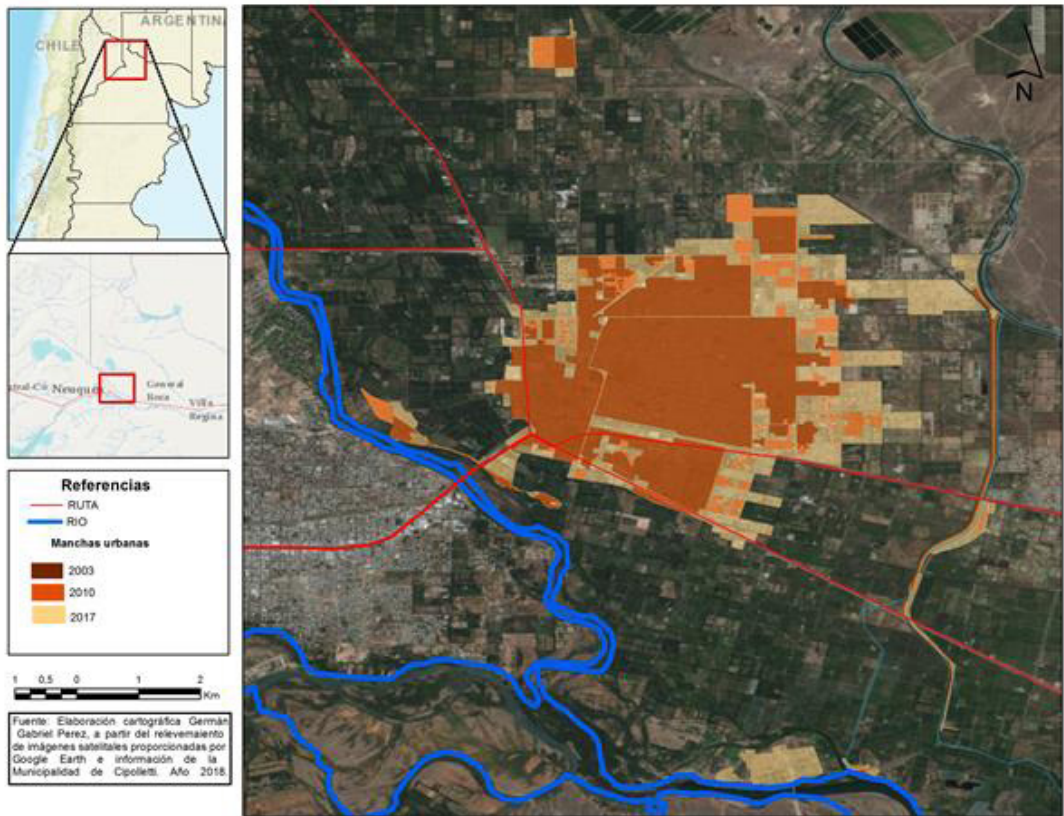 ARGENTINA
CHILE
Neuquen
General
Roca
Villa
Regina
Referencias
RUTA
RIO
Manchas urbanas
2003
2010
2017
1 0,5 0 1 2
Km
Fuente: Elaboración cartográfica Germán
Gabriel Perez, a partir del relevemaiento
de imágenes satelitales proporcionadas por
Google Earth e información de la
Municipalidad de Cipolletti. Año 2018.
N